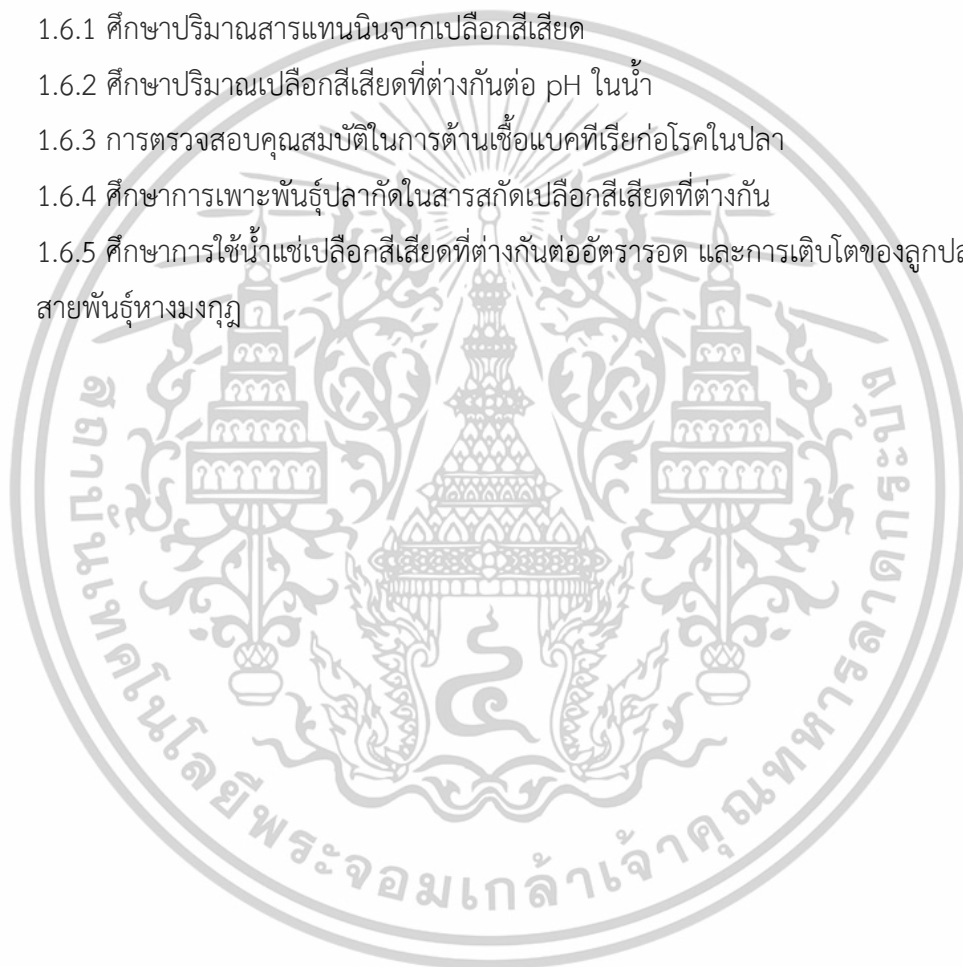 1.6.1 ศึกษาปริมาณสารแทนนินจากเปลือกสีเสียด
1.6.2 ศึกษาปริมาณเปลือกสีเสียดที่ต่างกันต่อ pH ในน้ำ
1.6.3 การตรวจสอบคุณสมบัติในการต้านเชื้อแบคทีเรียก่อโรคในปลา
1.6.4 ศึกษาการเพาะพันธุ์ปลากัดในสารสกัดเปลือกสีเสียดที่ต่างกัน
1.6.5 ศึกษาการใช้น้ำแช่เปลือกสีเสียดที่ต่างกันต่ออัตรารอด และการเติบโตของลูกปล
สายพันธุ์หางมงกุฎ
สถาบันเทคโนโลยีพระจอมเกล้าเจ้าคุณทหารลาดกระบัง